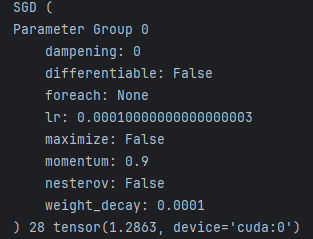 SGD (
Parameter Group 0
    dampening: 0
    differentiable: False
    foreach: None
    lr: 0.00010000000000000003
    maximize: False
    momentum: 0.9
    nesterov: False
    weight_decay: 0.0001
) 28 tensor(1.2863, device='cuda:0')